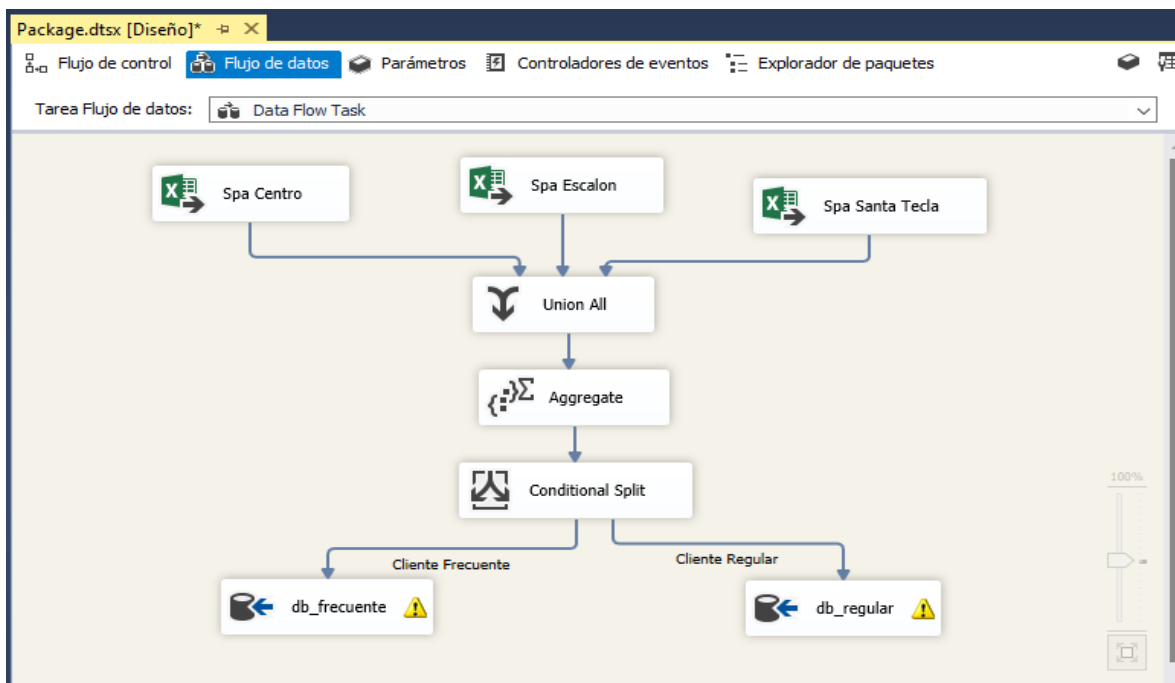 Package.dtsx [Diseño]*
Flujo de control Flujo de datos Parámetros Controladores de eventos Explorador de paquetes
Tarea Flujo de datos: Data Flow Task
Spa Centro
Spa Escalon
Spa Santa Tecla
Union All
Aggregate
Conditional Split
Cliente Frecuente
Cliente Regular
db_frecuente
db_regular
100%